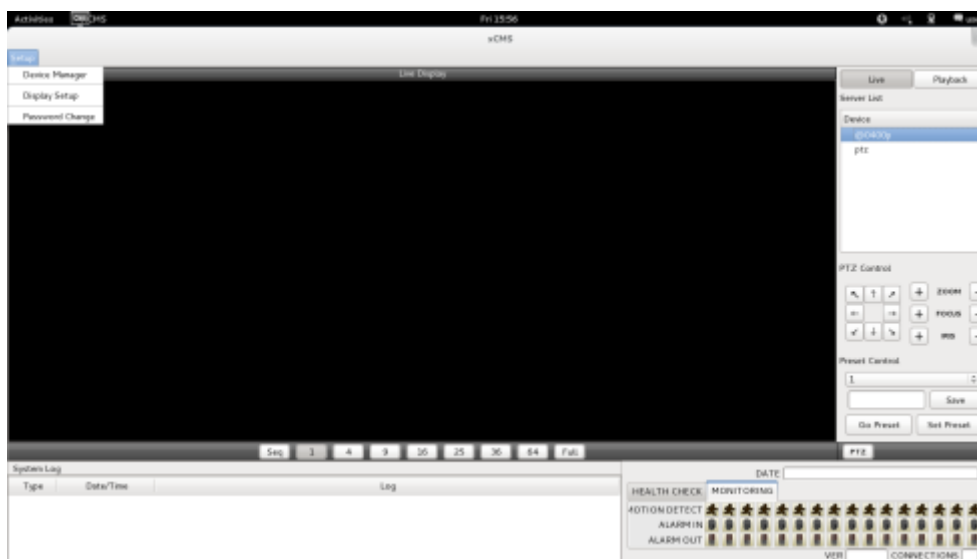 Activities xCMS Fri 15:56
xCMS
Setup
Device Manager
Display Setup
Password Change
Live Display
Live Playback
Server List
Device
ptz
PTZ Control
ZOOM
FOCUS
IRIS
Preset Control
1
Save
Go Preset Set Preset
Seq 1 4 9 16 25 36 64 Full PTZ
System Log
Type Date/Time Log
DATE
HEALTH CHECK MONITORING
MOTION DETECT
ALARM IN
ALARM OUT
VER CONNECTIONS